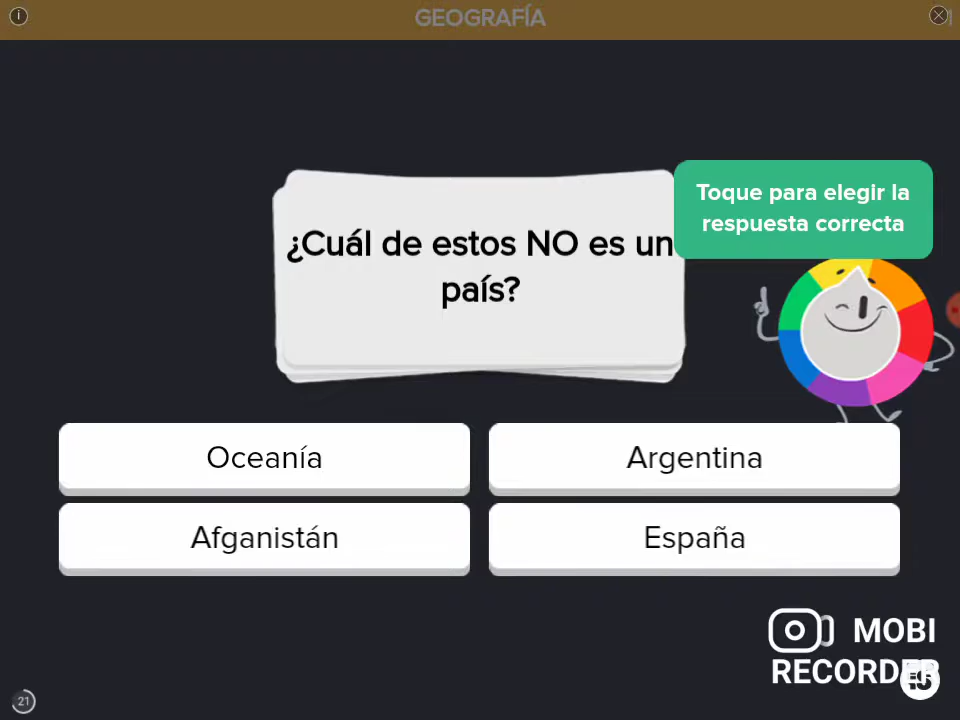 GEOGRAFÍA
Toque para elegir la
respuesta correcta
¿Cuál de estos NO es un
país?
Oceanía
Argentina
Afganistán
España
MOBI
RECORDER
21